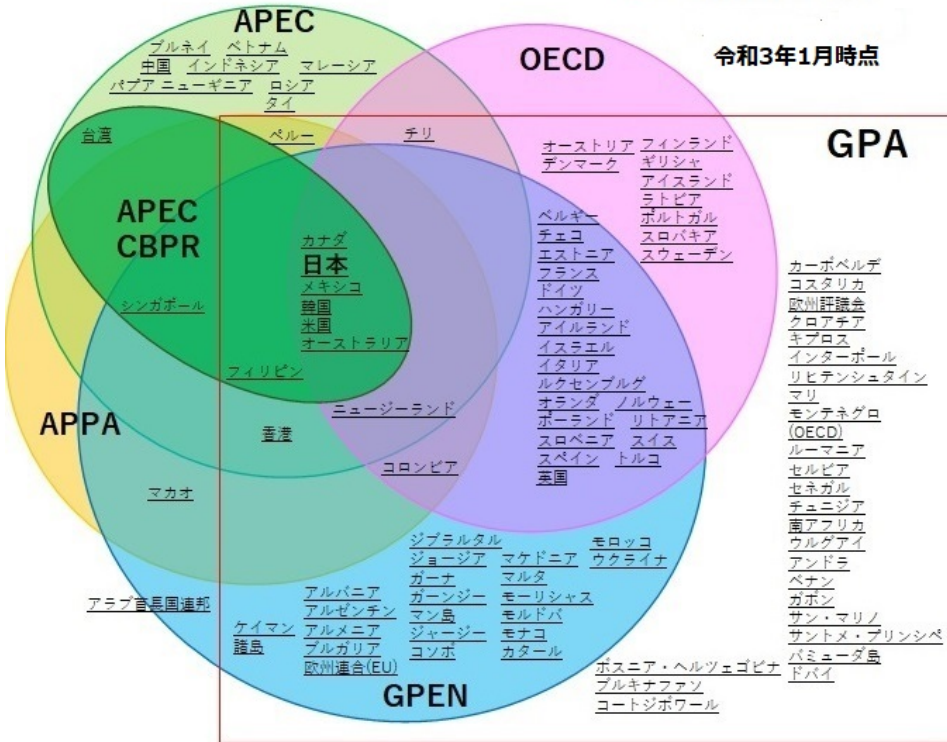 APEC
ブルネイ ベトナム
中国 インドネシア マレーシア
パプア ニューギニア ロシア
タイ
OECD
令和3年1月時点
台湾
ペルー
チリ
GPA
オーストリア フィンランド
デンマーク ギリシャ
アイスランド
ラトビア
ポルトガル
スロバキア
スウェーデン
APEC
CBPR
カナダ
日本
メキシコ
韓国
米国
オーストラリア
シンガポール
フィリピン
ベルギー
チェコ
エストニア
フランス
ドイツ
ハンガリー
アイルランド
イスラエル
イタリア
ルクセンブルグ
オランダ ノルウェー
ポーランド リトアニア
スロベニア スイス
スペイン トルコ
英国
カーボベルデ
コスタリカ
欧州評議会
クロアチア
キプロス
インターポール
リヒテンシュタイン
マリ
モンテネグロ
(OECD)
ルーマニア
セルビア
セネガル
チュニジア
南アフリカ
ウルグアイ
アンドラ
ベナン
ガボン
サン・マリノ
サントメ・プリンシペ
バミューダ島
ドバイ
APPA
ニュージーランド
香港
コロンビア
マカオ
アラブ首長国連邦
ケイマン
諸島
アルバニア
アルゼンチン
アルメニア
ブルガリア
欧州連合(EU)
ジブラルタル
ジョージア
ガーナ
ガーンジー
マン島
ジャージー
コソボ
マケドニア
マルタ
モーリシャス
モルドバ
モナコ
カタール
モロッコ
ウクライナ
GPEN
ボスニア・ヘルツェゴビナ
ブルキナファソ
コートジボワール